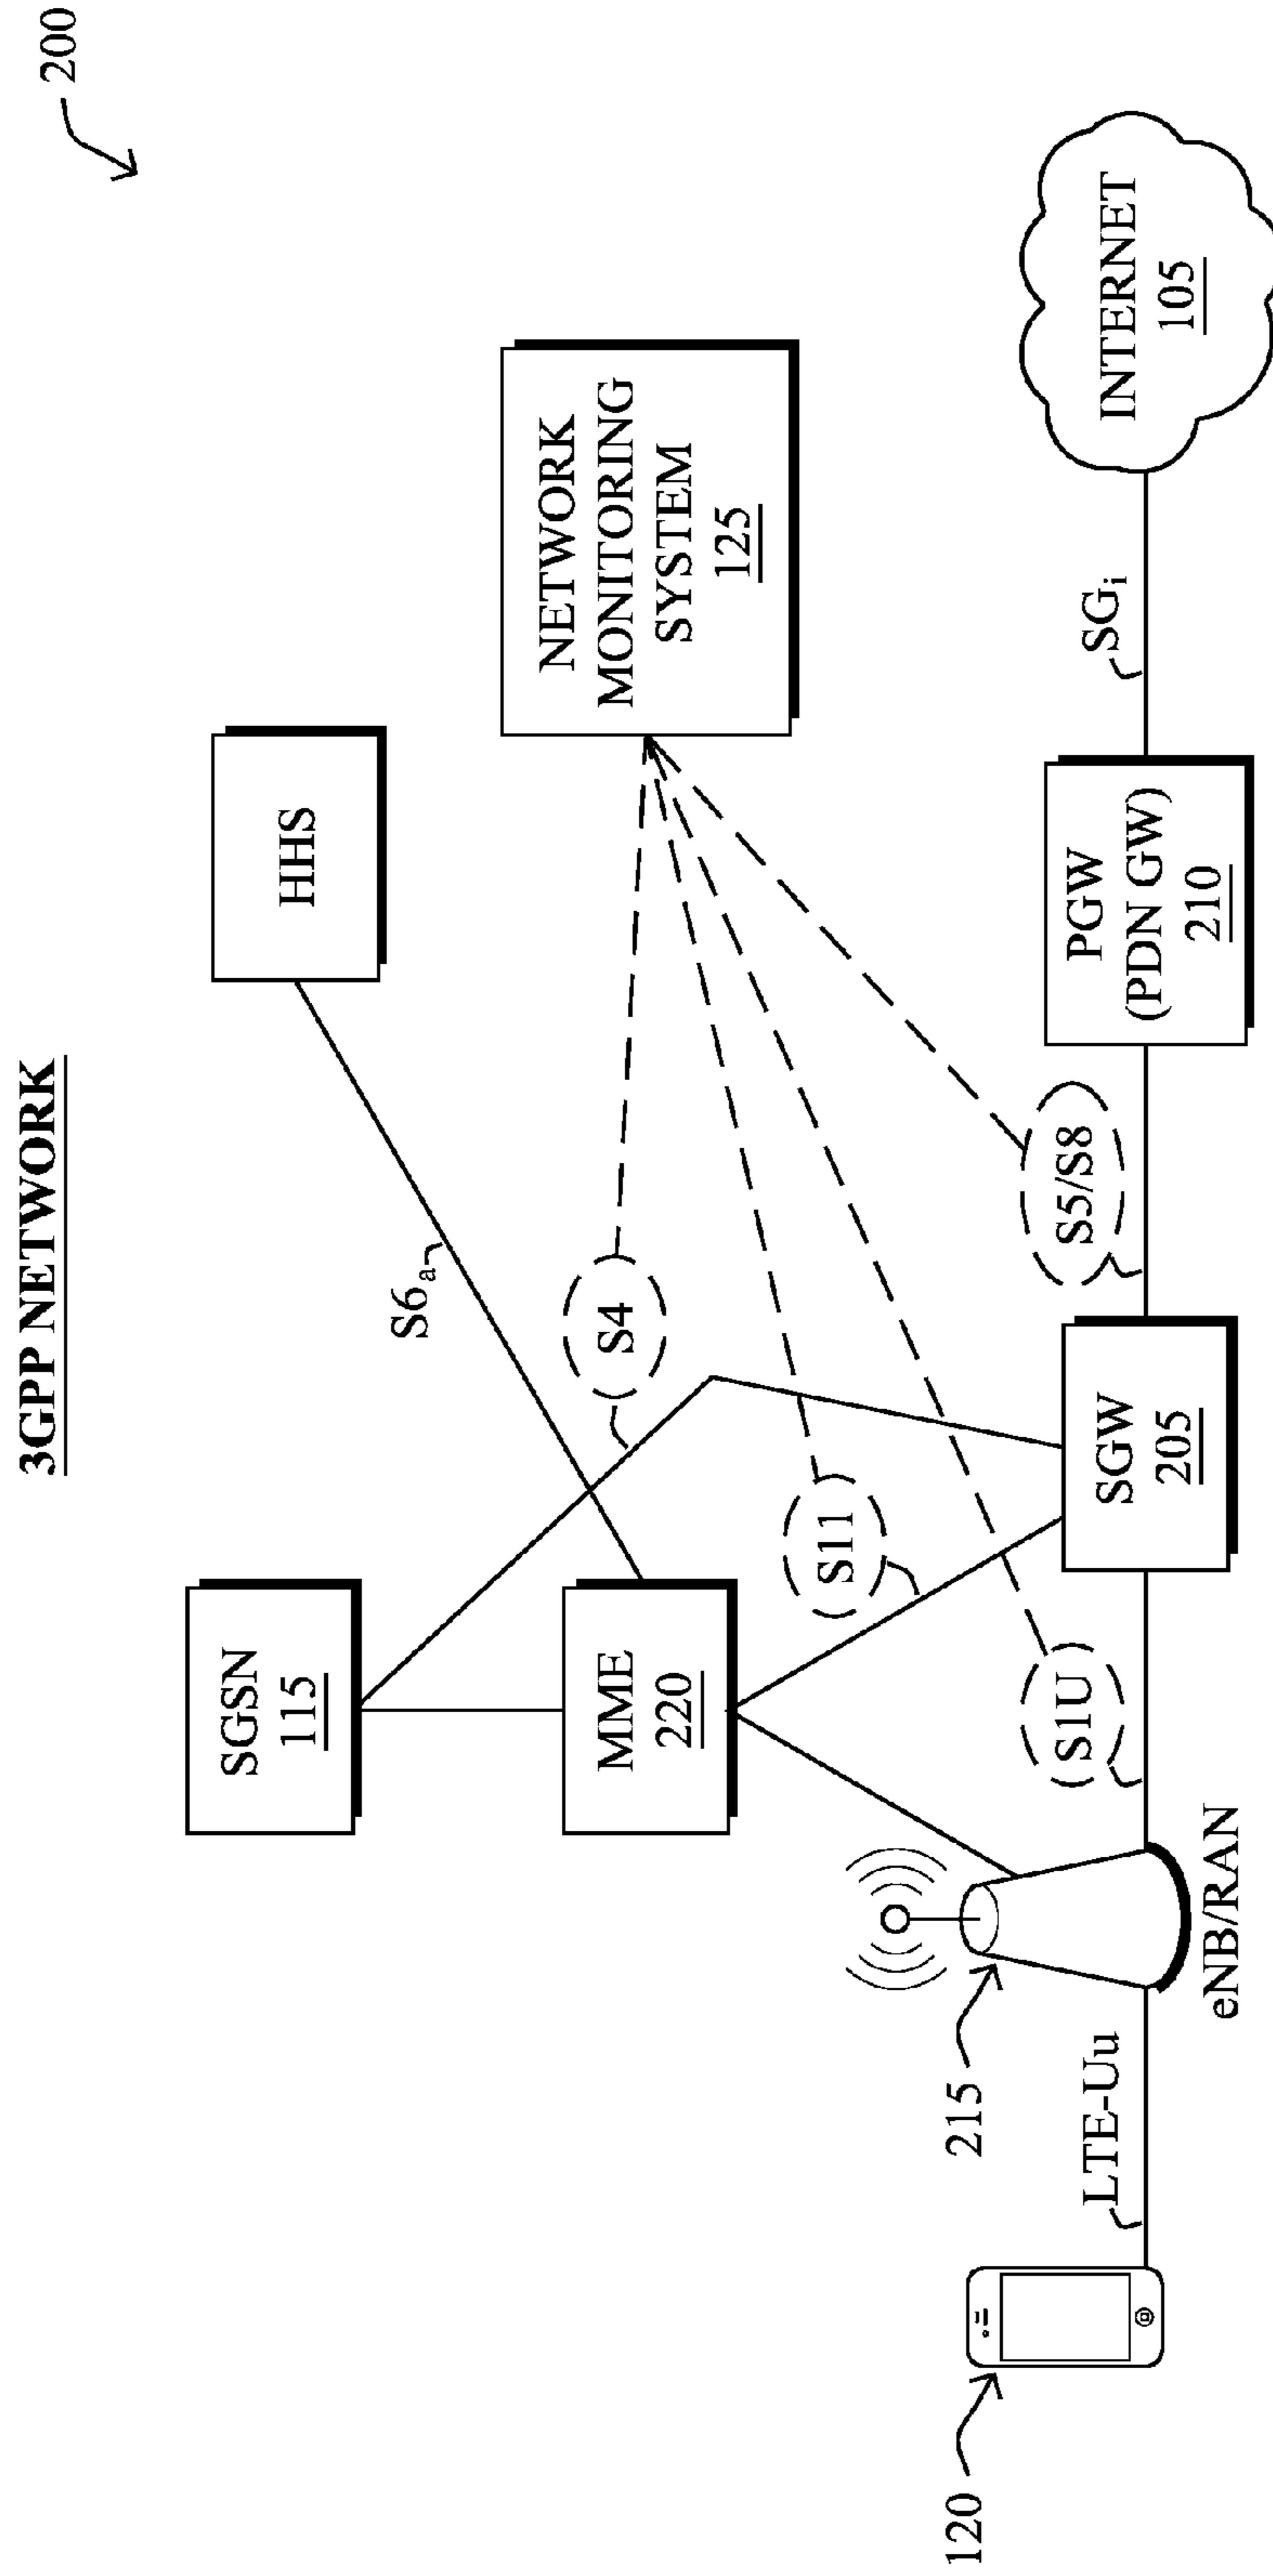 3GPP NETWORK
200
SGSN
115
HHS
S6a
MME
220
S4
NETWORK
MONITORING
SYSTEM
125
S11
S1U
S5/S8
215
120
LTE-Uu
eNB/RAN
SGW
205
PGW
(PDN GW)
210
SGi
INTERNET
105